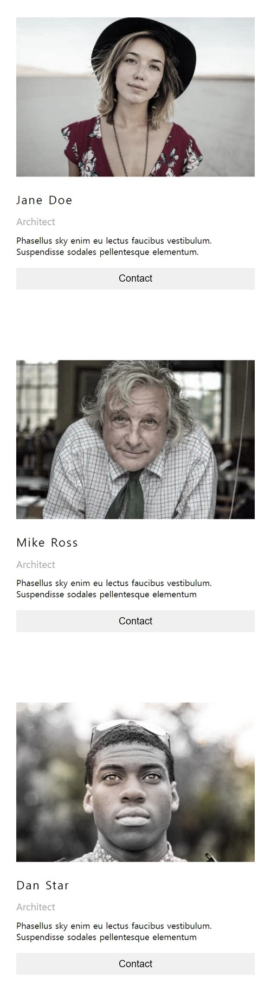 Jane Doe
Architect
Phasellus sky enim eu lectus faucibus vestibulum.
Suspendisse sodales pellentesque elementum.
Contact
Mike Ross
Architect
Phasellus sky enim eu lectus faucibus vestibulum.
Suspendisse sodales pellentesque elementum
Contact
Dan Star
Architect
Phasellus sky enim eu lectus faucibus vestibulum.
Suspendisse sodales pellentesque elementum
Contact